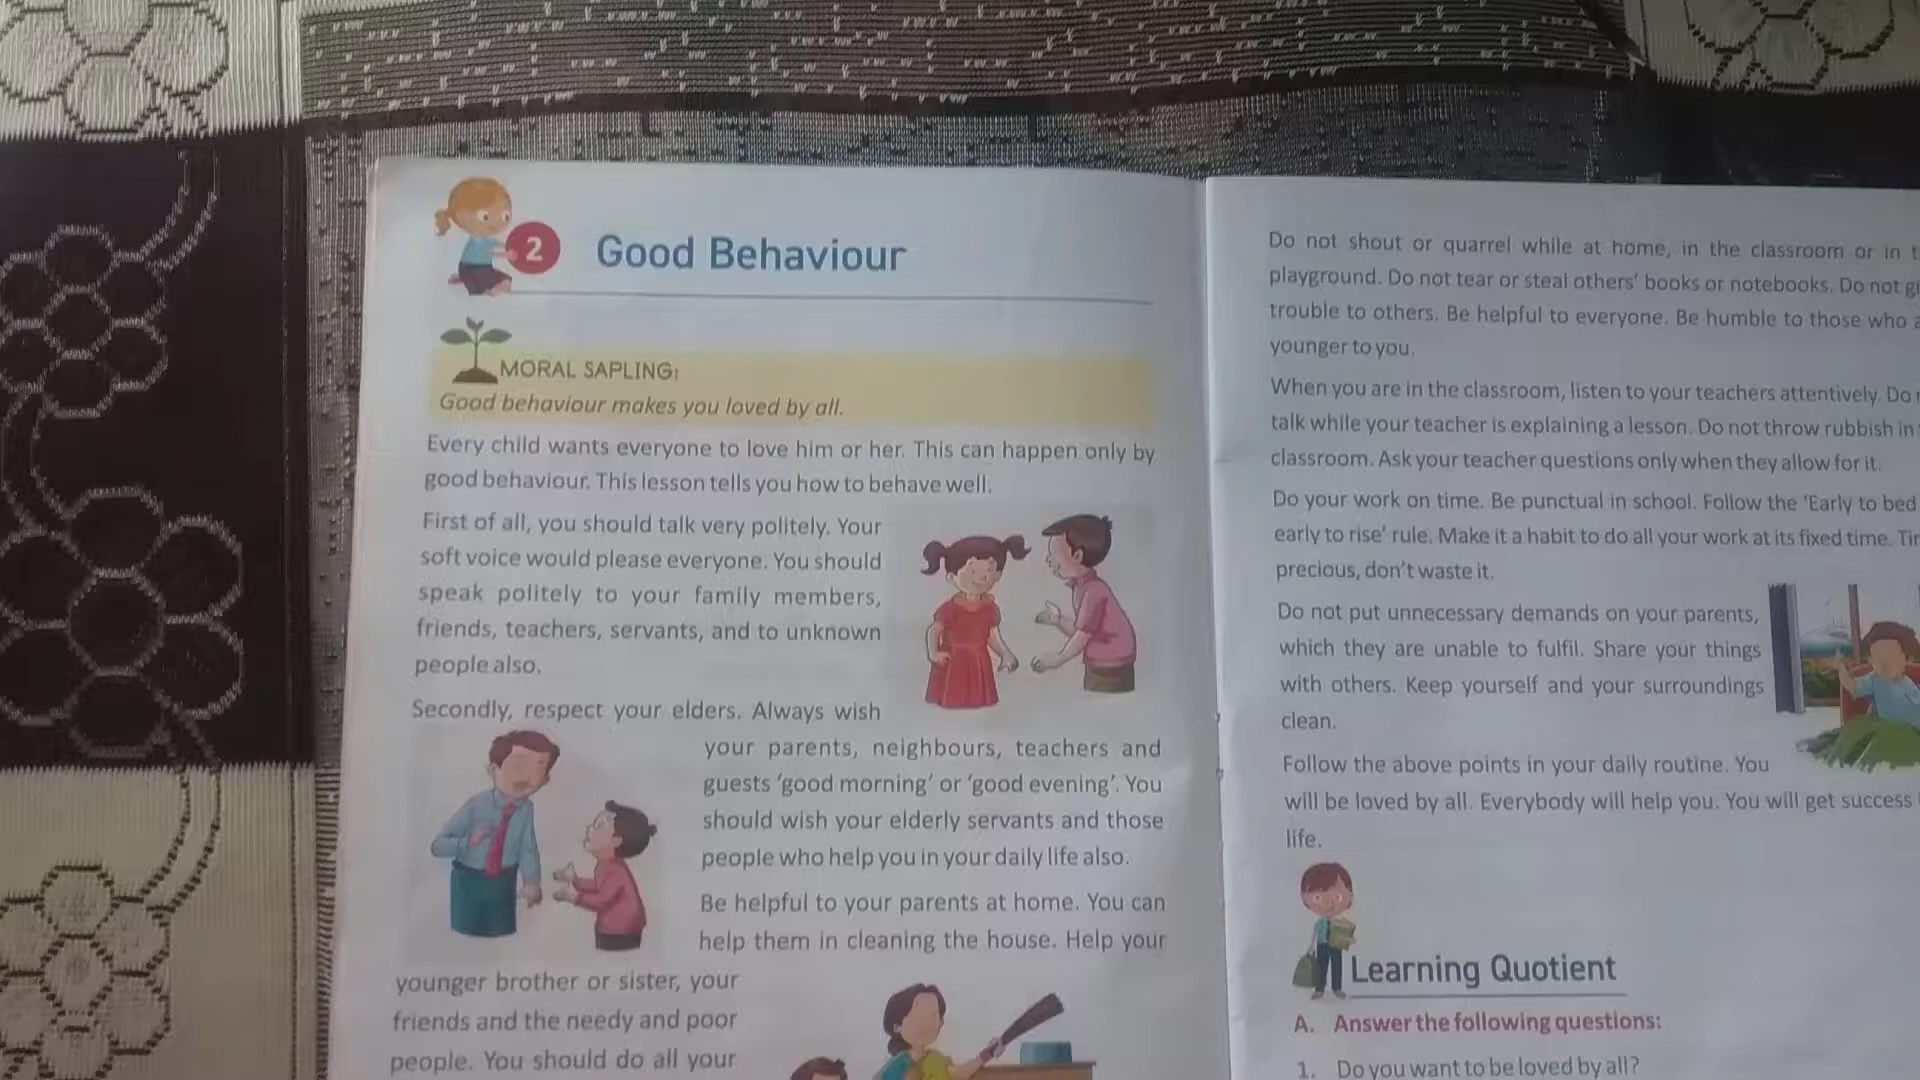 2
Good Behaviour
MORAL SAPLING:
Good behaviour makes you loved by all.
Every child wants everyone to love him or her. This can happen only by
good behaviour. This lesson tells you how to behave well.
First of all, you should talk very politely. Your
soft voice would please everyone. You should
speak politely to your family members,
friends, teachers, servants, and to unknown
people also.
Secondly, respect your elders. Always wish
your parents, neighbours, teachers and
guests ‘good morning’ or ‘good evening’. You
should wish your elderly servants and those
people who help you in your daily life also.
Be helpful to your parents at home. You can
help them in cleaning the house. Help your
younger brother or sister, your
friends and the needy and poor
people. You should do all your
Do not shout or quarrel while at home, in the classroom or in
playground. Do not tear or steal others’ books or notebooks. Do not
trouble to others. Be helpful to everyone. Be humble to those who
younger to you.
When you are in the classroom, listen to your teachers attentively. Do
talk while your teacher is explaining a lesson. Do not throw rubbish in
classroom. Ask your teacher questions only when they allow for it.
Do your work on time. Be punctual in school. Follow the ‘Early to bed
early to rise’ rule. Make it a habit to do all your work at its fixed time.
precious, don’t waste it.
Do not put unnecessary demands on your parents,
which they are unable to fulfil. Share your things
with others. Keep yourself and your surroundings
clean.
Follow the above points in your daily routine. You
will be loved by all. Everybody will help you. You will get success
life.
Learning Quotient
A. Answer the following questions:
1. Do you want to be loved by all?